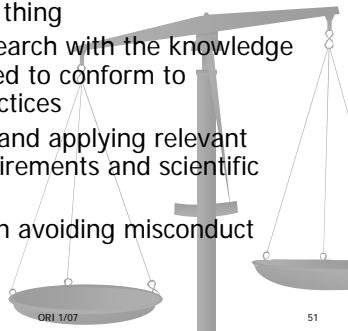 thing
earch with the knowledge
ed to conform to
ctices
and applying relevant
irements and scientific
n avoiding misconduct
ORI 1/07
51